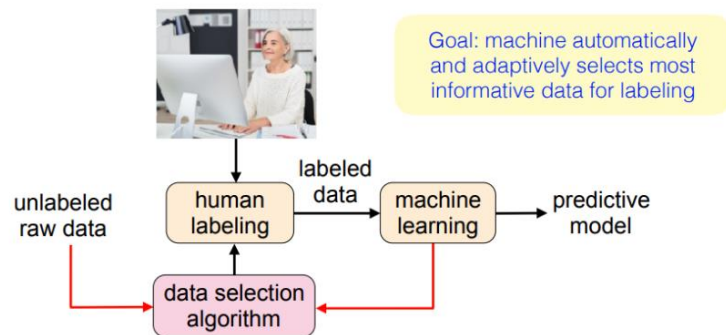 Goal: machine automatically
and adaptively selects most
informative data for labeling
unlabeled
raw data
human
labeling
labeled
data
machine
learning
predictive
model
data selection
algorithm